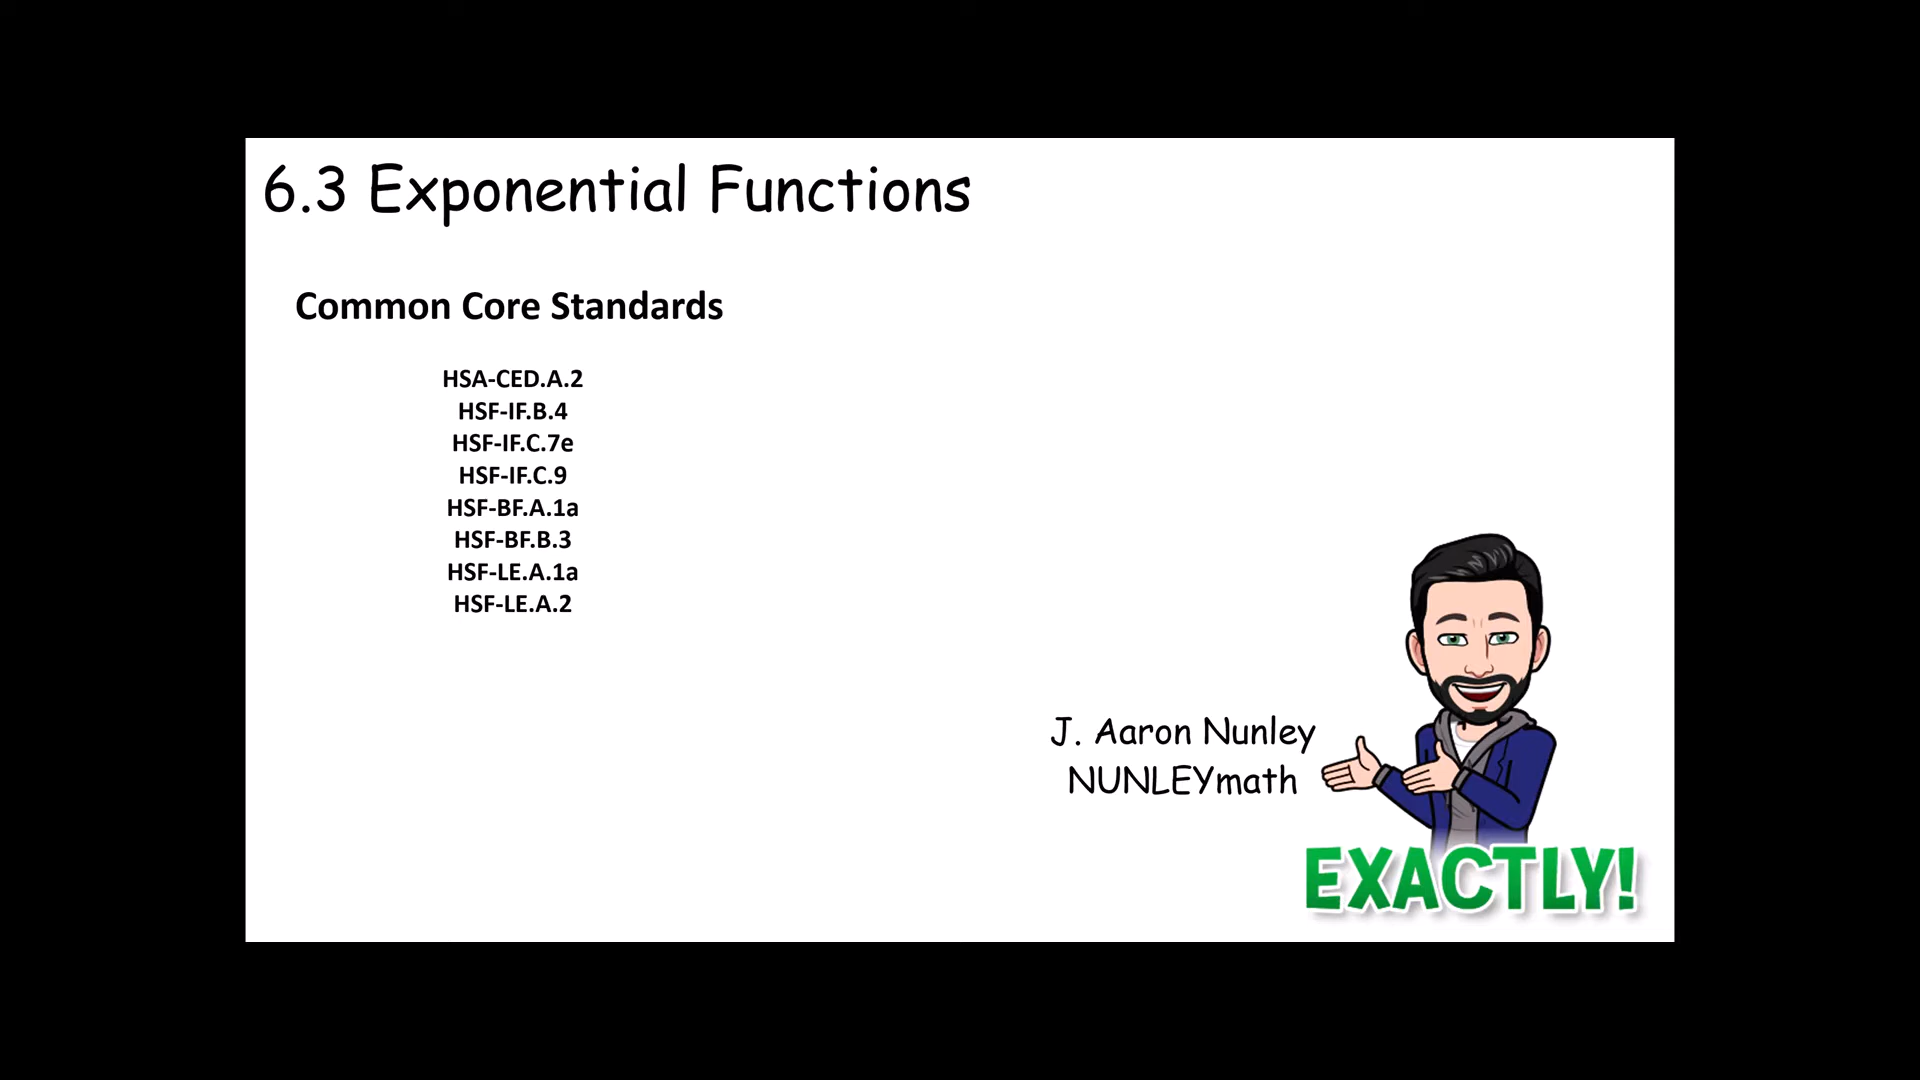 6.3 Exponential Functions
Common Core Standards
HSA-CED.A.2
HSF-IF.B.4
HSF-IF.C.7e
HSF-IF.C.9
HSF-BF.A.1a
HSF-BF.B.3
HSF-LE.A.1a
HSF-LE.A.2
J. Aaron Nunley
NUNLEYmath
EXACTLY!